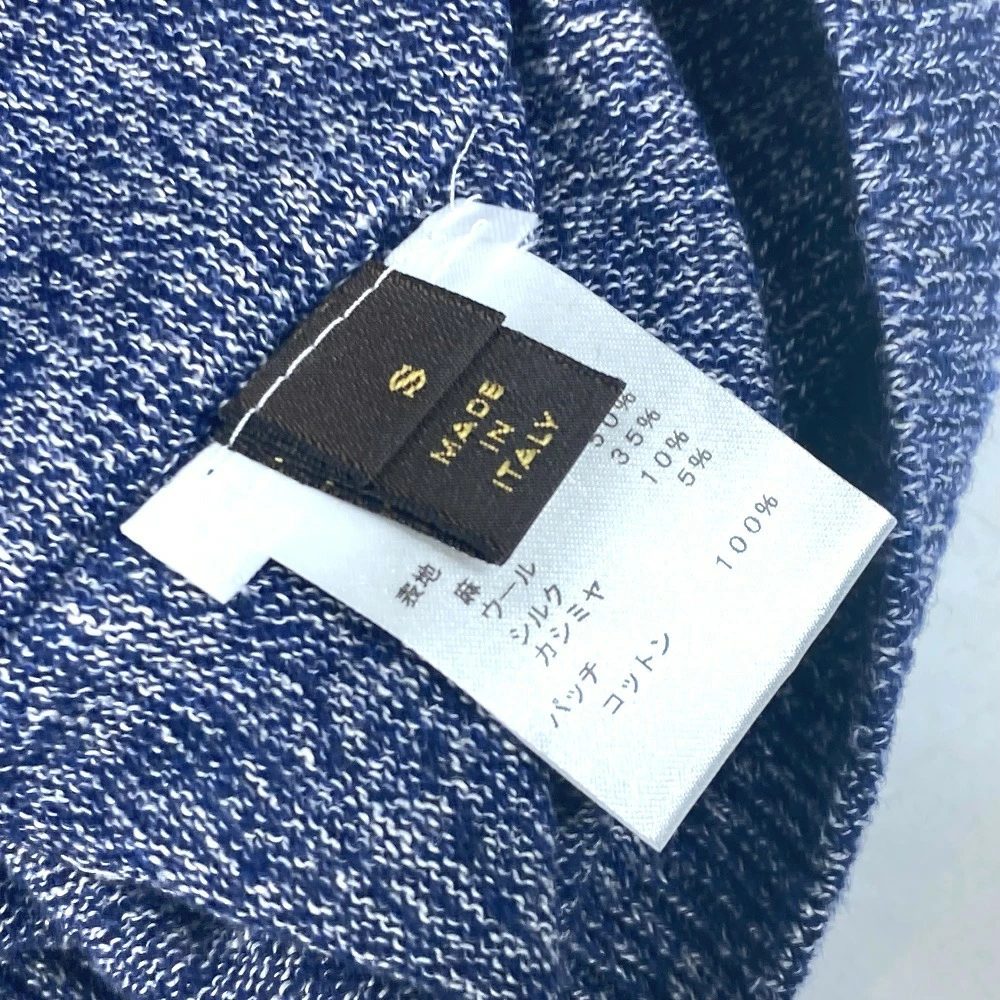 S
MADE
IN
ITALY
表地
麻 50%
ウール 35%
シルク 10%
カシミヤ 5%
パッチ
コットン 100%